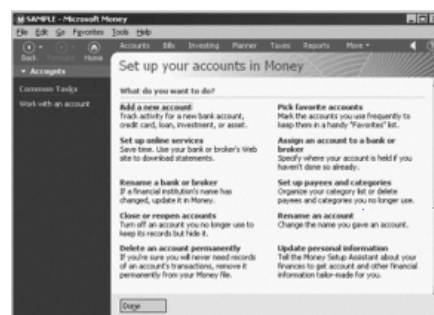 SAMPLE - Microsoft Money
File Edit Go Favorites Tools Help
Back Forward Home
Accounts Bills Investing Planner Taxes Reports More
Accounts
Common Tasks
Work with an account
Set up your accounts in Money
What do you want to do?
Add a new account
Track activity for a new bank account,
credit card, loan, investment, or asset.
Set up online services
Save time. Use your bank or broker's Web
site to download statements.
Rename a bank or broker
If a financial institution's name has
changed, update it in Money.
Close or reopen accounts
Turn off an account you no longer use to
keep its records but hide it.
Delete an account permanently
If you're sure you will never need records
of an account's transactions, remove it
permanently from your Money file.
Pick favorite accounts
Mark the accounts you use frequently to
keep them in a handy "Favorites" list.
Assign an account to a bank or
broker
Specify where your account is held if you
haven't done so already.
Set up payees and categories
Organize your category list or delete
payees and categories you no longer use.
Rename an account
Change the name you gave an account.
Update personal information
Tell the Money Setup Assistant about your
finances to get account and other financial
information tailor-made for you.
Done